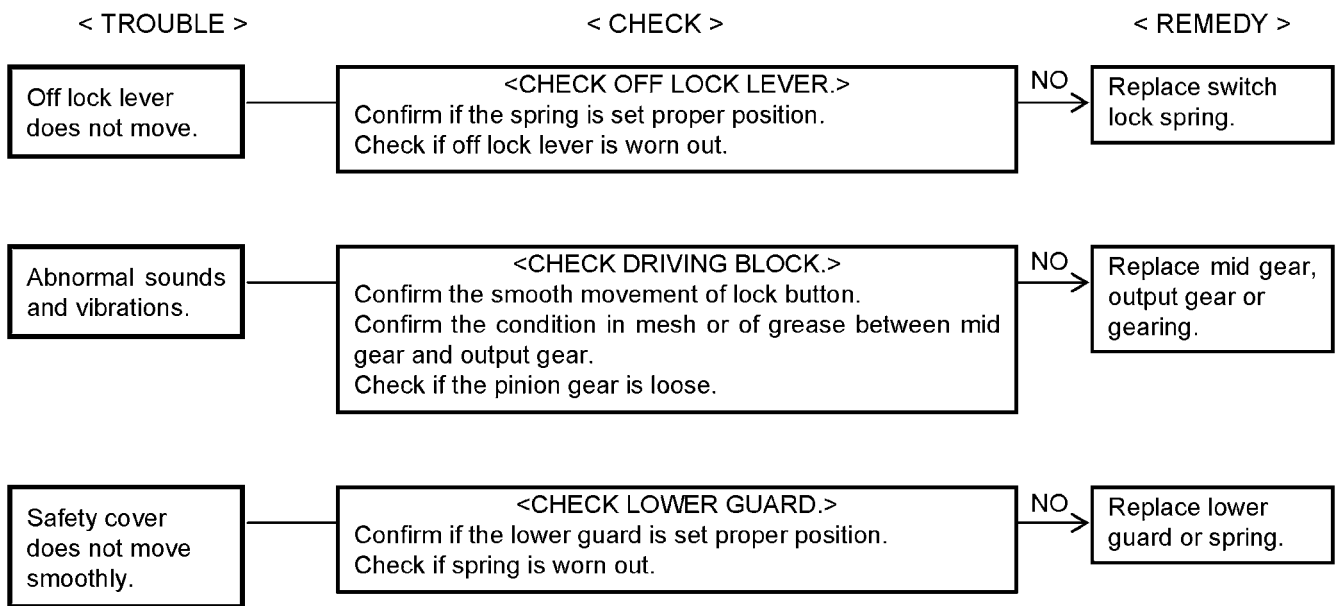 < TROUBLE >
< CHECK >
< REMEDY >
Off lock lever
does not move.
<CHECK OFF LOCK LEVER.>
Confirm if the spring is set proper position.
Check if off lock lever is worn out.
NO
Replace switch
lock spring.
Abnormal sounds
and vibrations.
<CHECK DRIVING BLOCK.>
Confirm the smooth movement of lock button.
Confirm the condition in mesh or of grease between mid
gear and output gear.
Check if the pinion gear is loose.
NO
Replace mid gear,
output gear or
gearing.
Safety cover
does not move
smoothly.
<CHECK LOWER GUARD.>
Confirm if the lower guard is set proper position.
Check if spring is worn out.
NO
Replace lower
guard or spring.